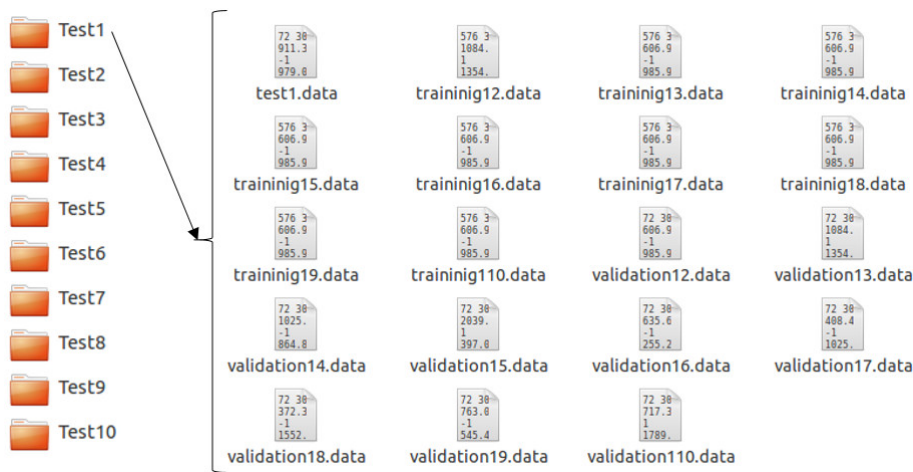 Test1
Test2
Test3
Test4
Test5
Test6
Test7
Test8
Test9
Test10
72 30
911.3
-1
979.0
test1.data
576 3
1084.
1
1354.
traininig12.data
576 3
606.9
-1
985.9
traininig13.data
576 3
606.9
-1
985.9
traininig14.data
576 3
606.9
-1
985.9
traininig15.data
576 3
606.9
-1
985.9
traininig16.data
576 3
606.9
-1
985.9
traininig17.data
576 3
606.9
-1
985.9
traininig18.data
576 3
606.9
-1
985.9
traininig19.data
576 3
606.9
-1
985.9
traininig110.data
72 30
606.9
-1
985.9
validation12.data
72 30
1084.
1
1354.
validation13.data
72 30
1025.
-1
864.8
validation14.data
72 30
2039.
1
397.0
validation15.data
72 30
635.6
-1
255.2
validation16.data
72 30
408.4
-1
1025.
validation17.data
72 30
372.3
-1
1552.
validation18.data
72 30
763.0
-1
545.4
validation19.data
72 30
717.3
1
1789.
validation110.data